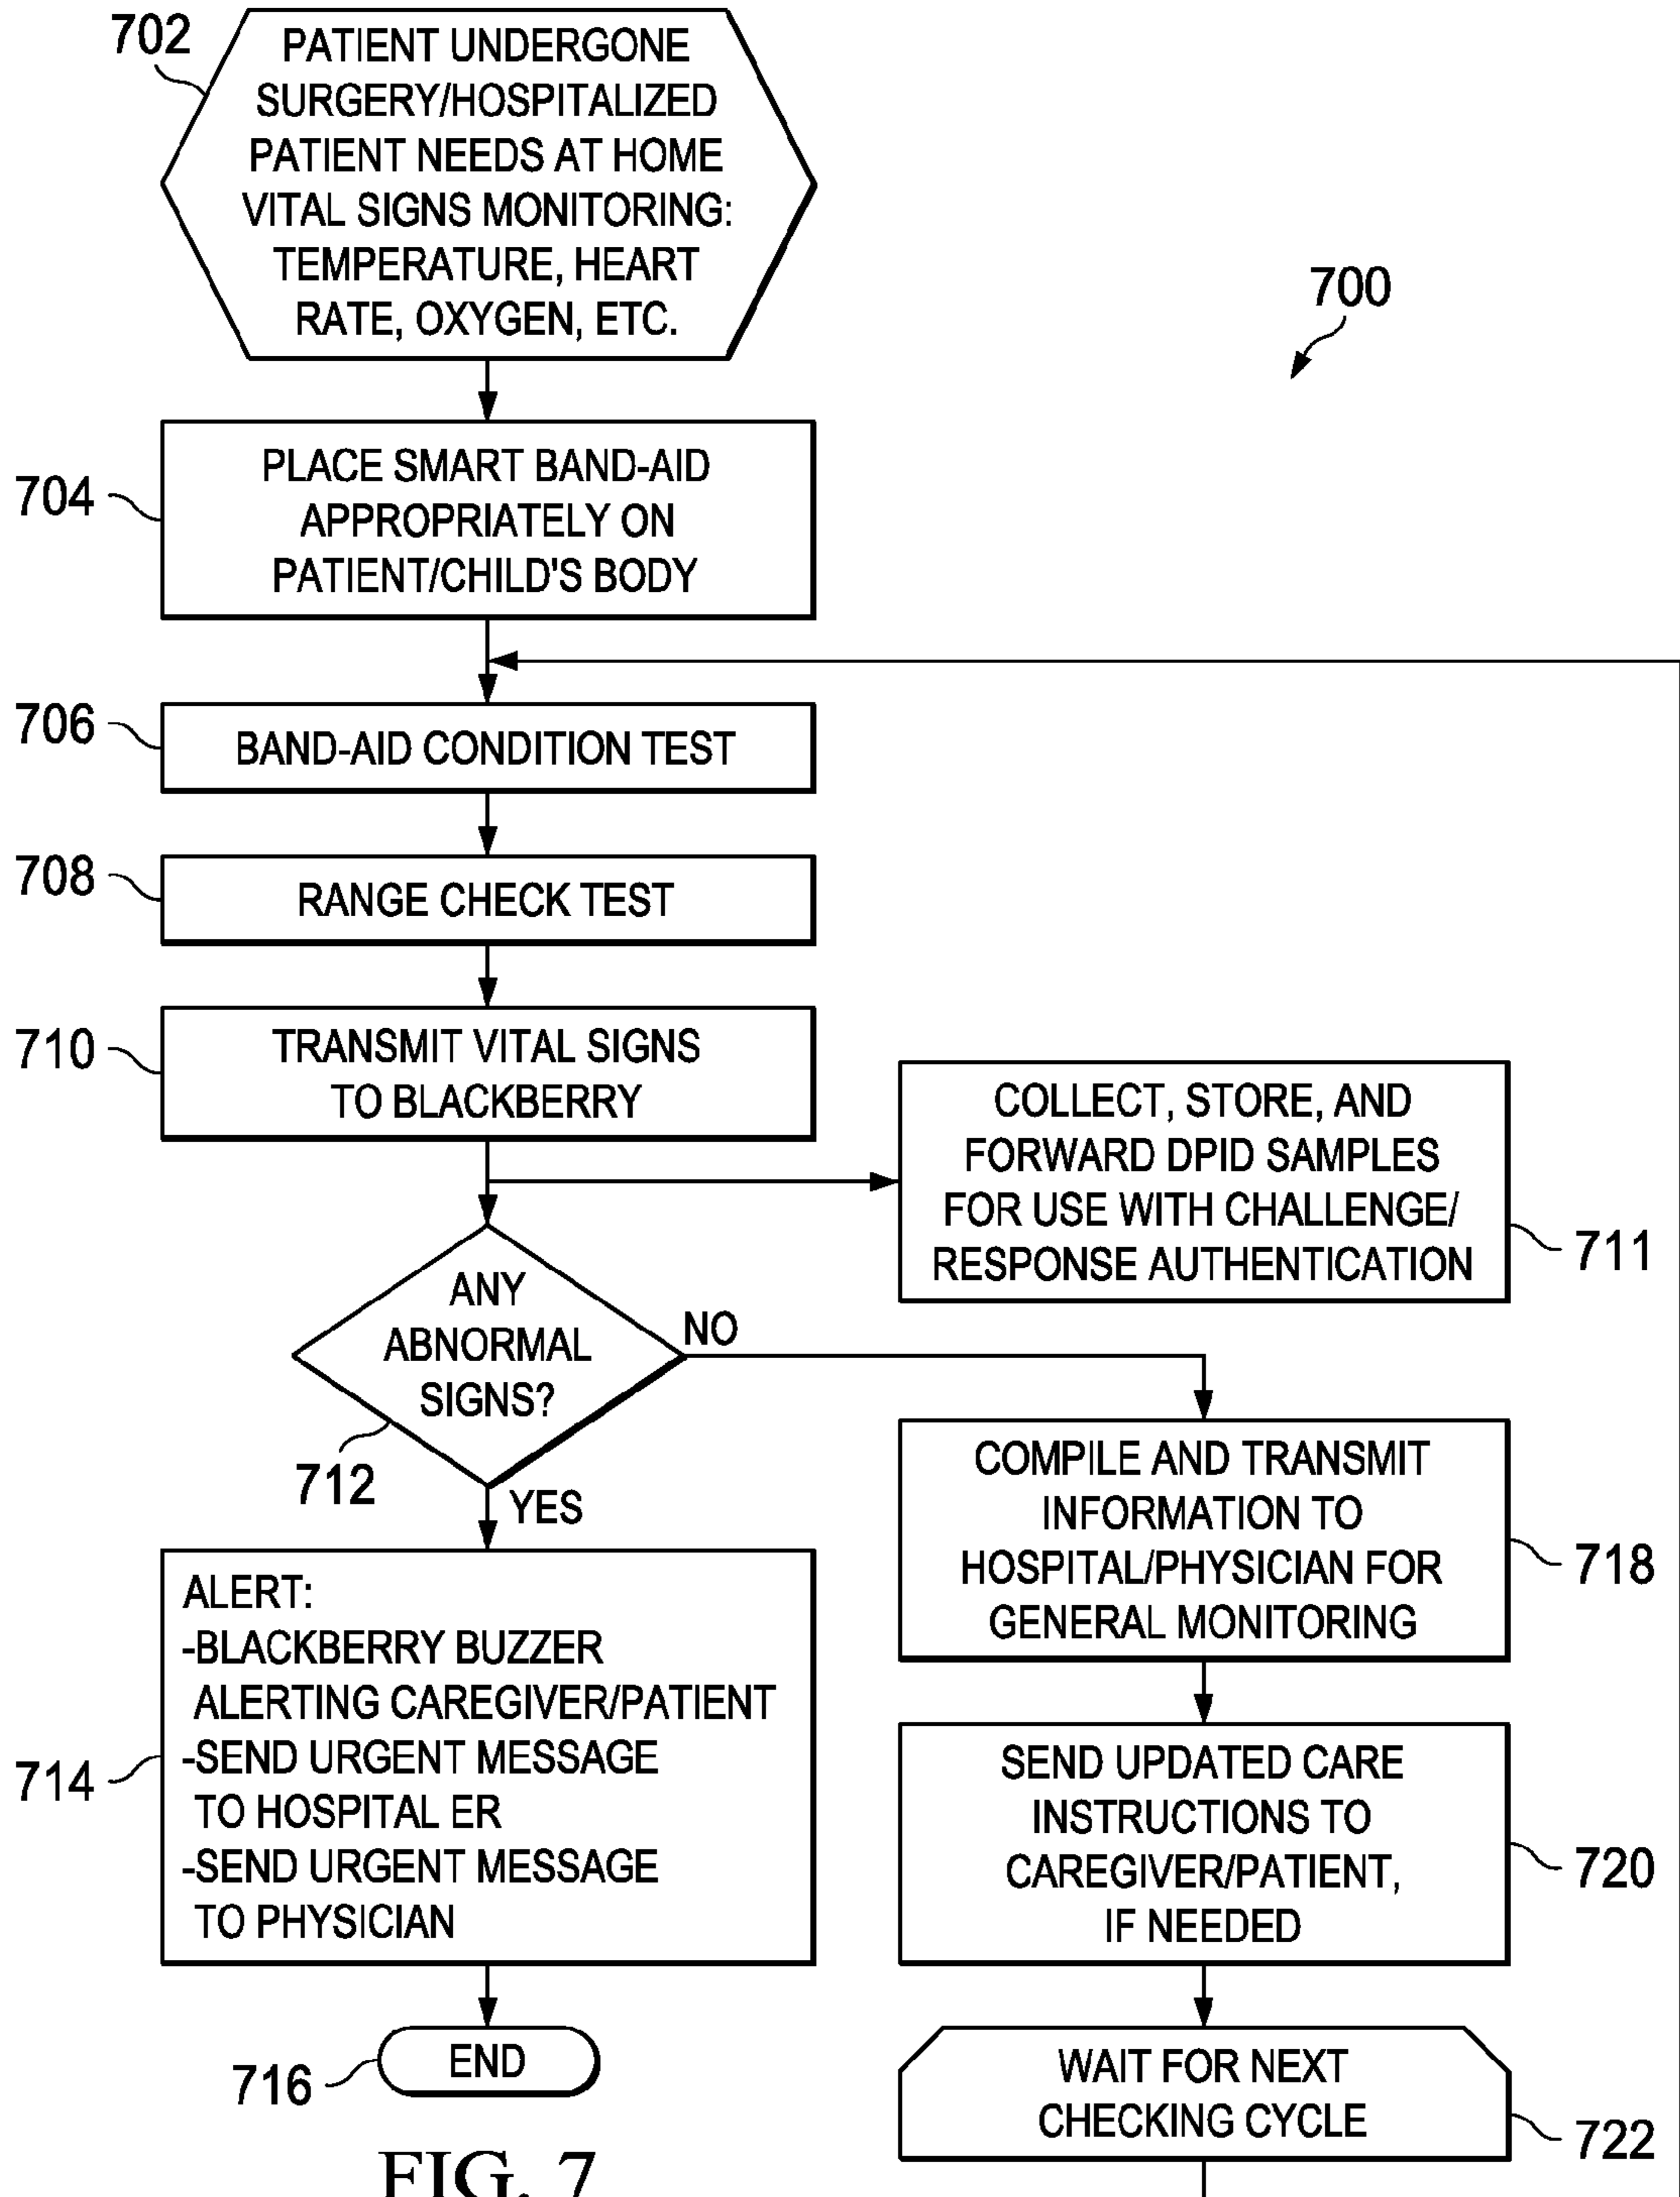 702
PATIENT UNDERGONE
SURGERY/HOSPITALIZED
PATIENT NEEDS AT HOME
VITAL SIGNS MONITORING:
TEMPERATURE, HEART
RATE, OXYGEN, ETC.
700
704
PLACE SMART BAND-AID
APPROPRIATELY ON
PATIENT/CHILD'S BODY
706
BAND-AID CONDITION TEST
708
RANGE CHECK TEST
710
TRANSMIT VITAL SIGNS
TO BLACKBERRY
COLLECT, STORE, AND
FORWARD DPID SAMPLES
FOR USE WITH CHALLENGE/
RESPONSE AUTHENTICATION
711
ANY
ABNORMAL
SIGNS?
NO
712
YES
714
ALERT:
-BLACKBERRY BUZZER
ALERTING CAREGIVER/PATIENT
-SEND URGENT MESSAGE
TO HOSPITAL ER
-SEND URGENT MESSAGE
TO PHYSICIAN
COMPILE AND TRANSMIT
INFORMATION TO
HOSPITAL/PHYSICIAN FOR
GENERAL MONITORING
718
SEND UPDATED CARE
INSTRUCTIONS TO
CAREGIVER/PATIENT,
IF NEEDED
720
716
END
WAIT FOR NEXT
CHECKING CYCLE
722
FIG. 7